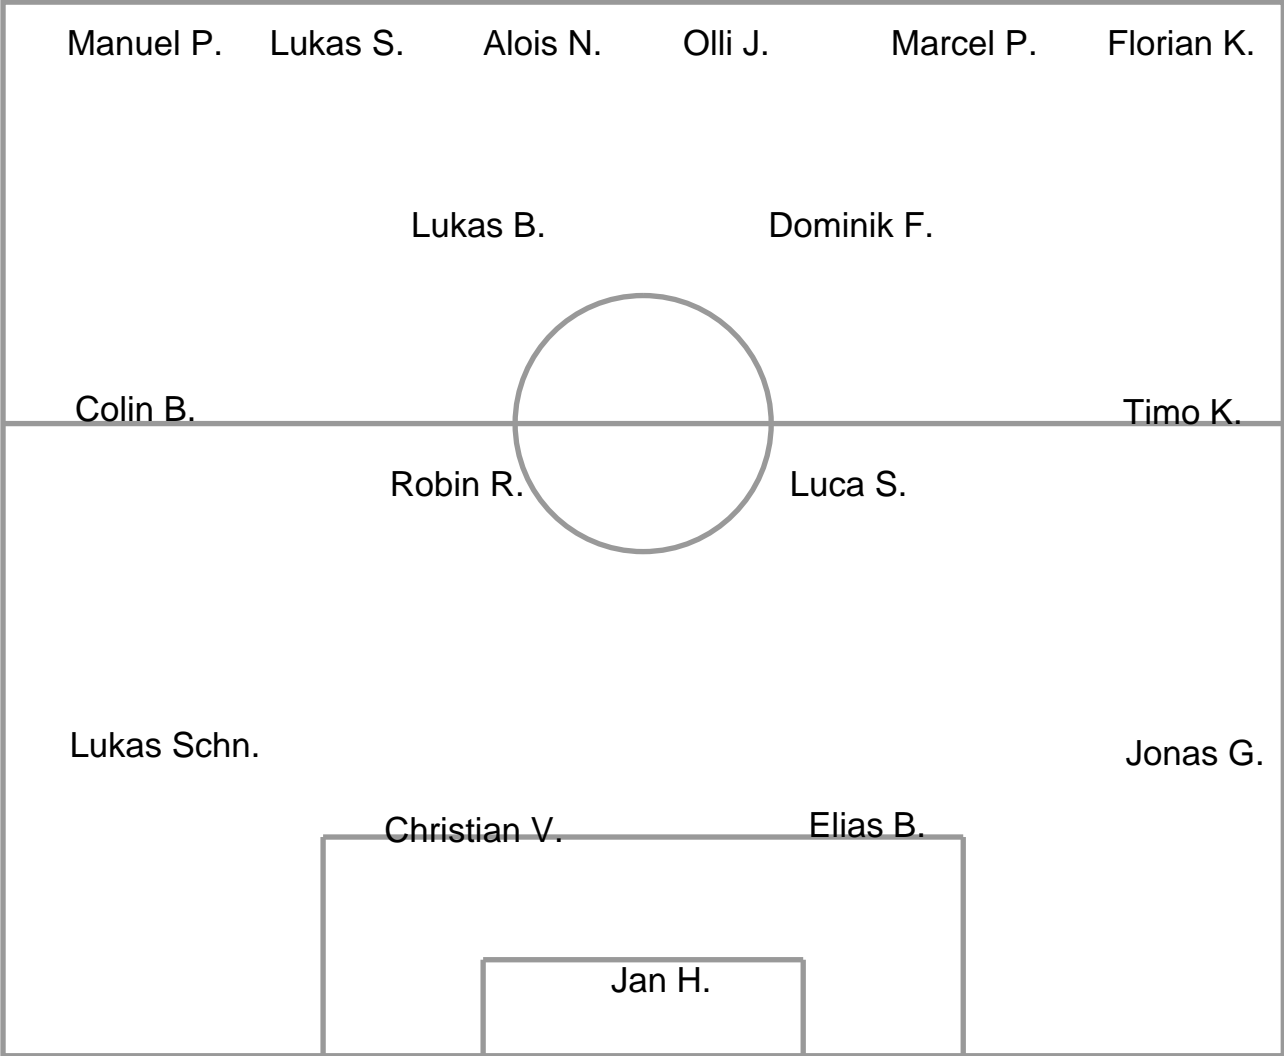 Manuel P. Lukas S. Alois N. Olli J. Marcel P. Florian K.
Lukas B. Dominik F.
Colin B. Timo K.
Robin R. Luca S.
Lukas Schn. Jonas G.
Christian V. Elias B.
Jan H.